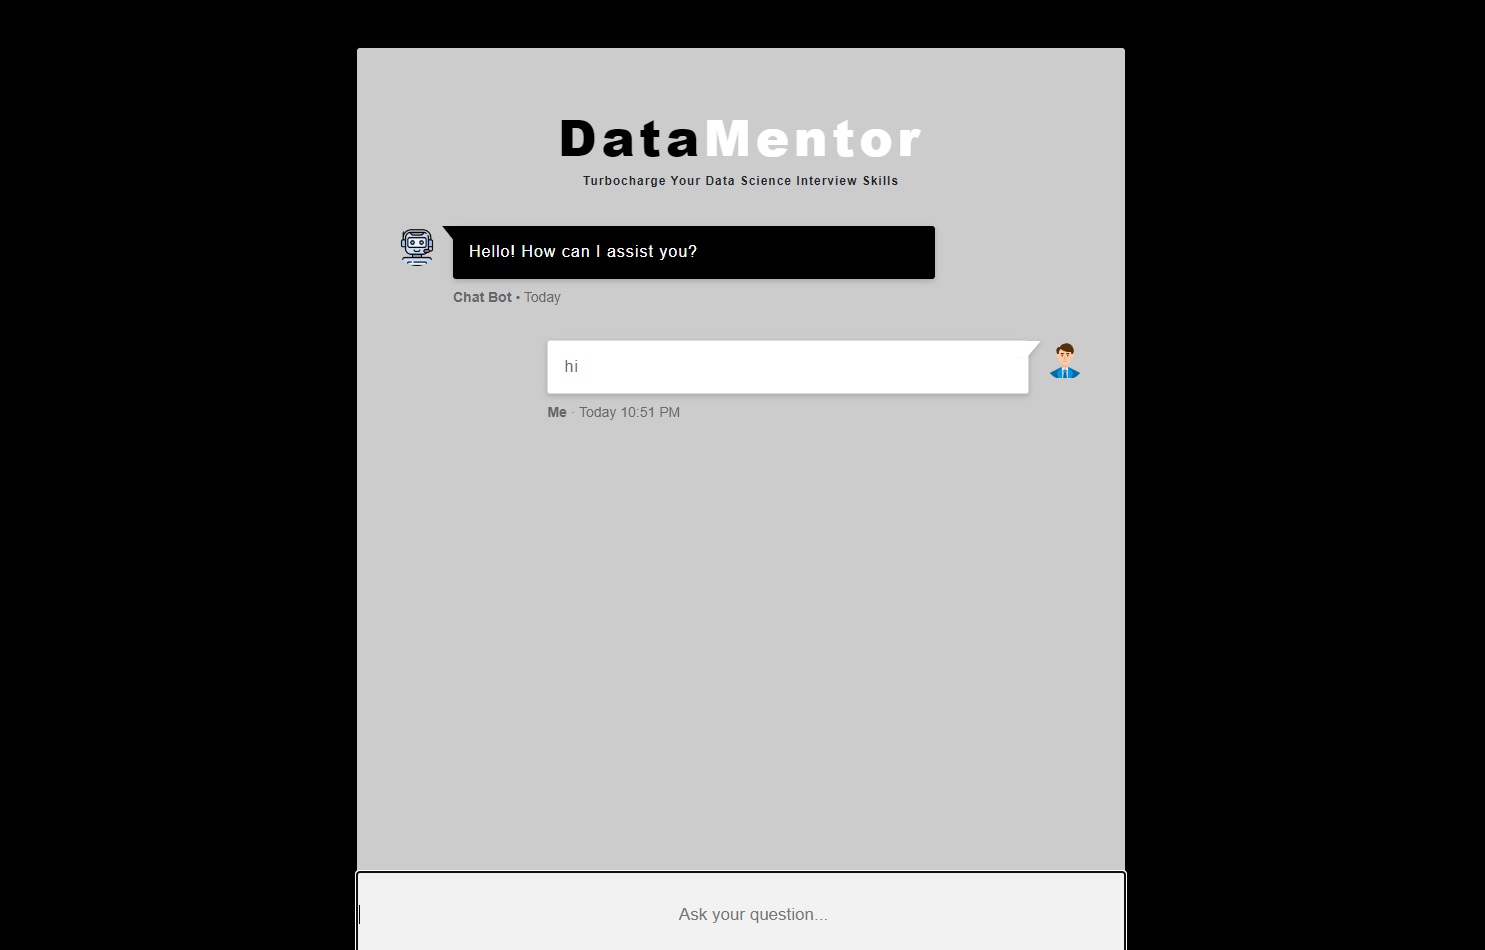 DataMentor
Turbocharge Your Data Science Interview Skills
Hello! How can I assist you?
Chat Bot • Today
hi
Me · Today 10:51 PM
Ask your question...